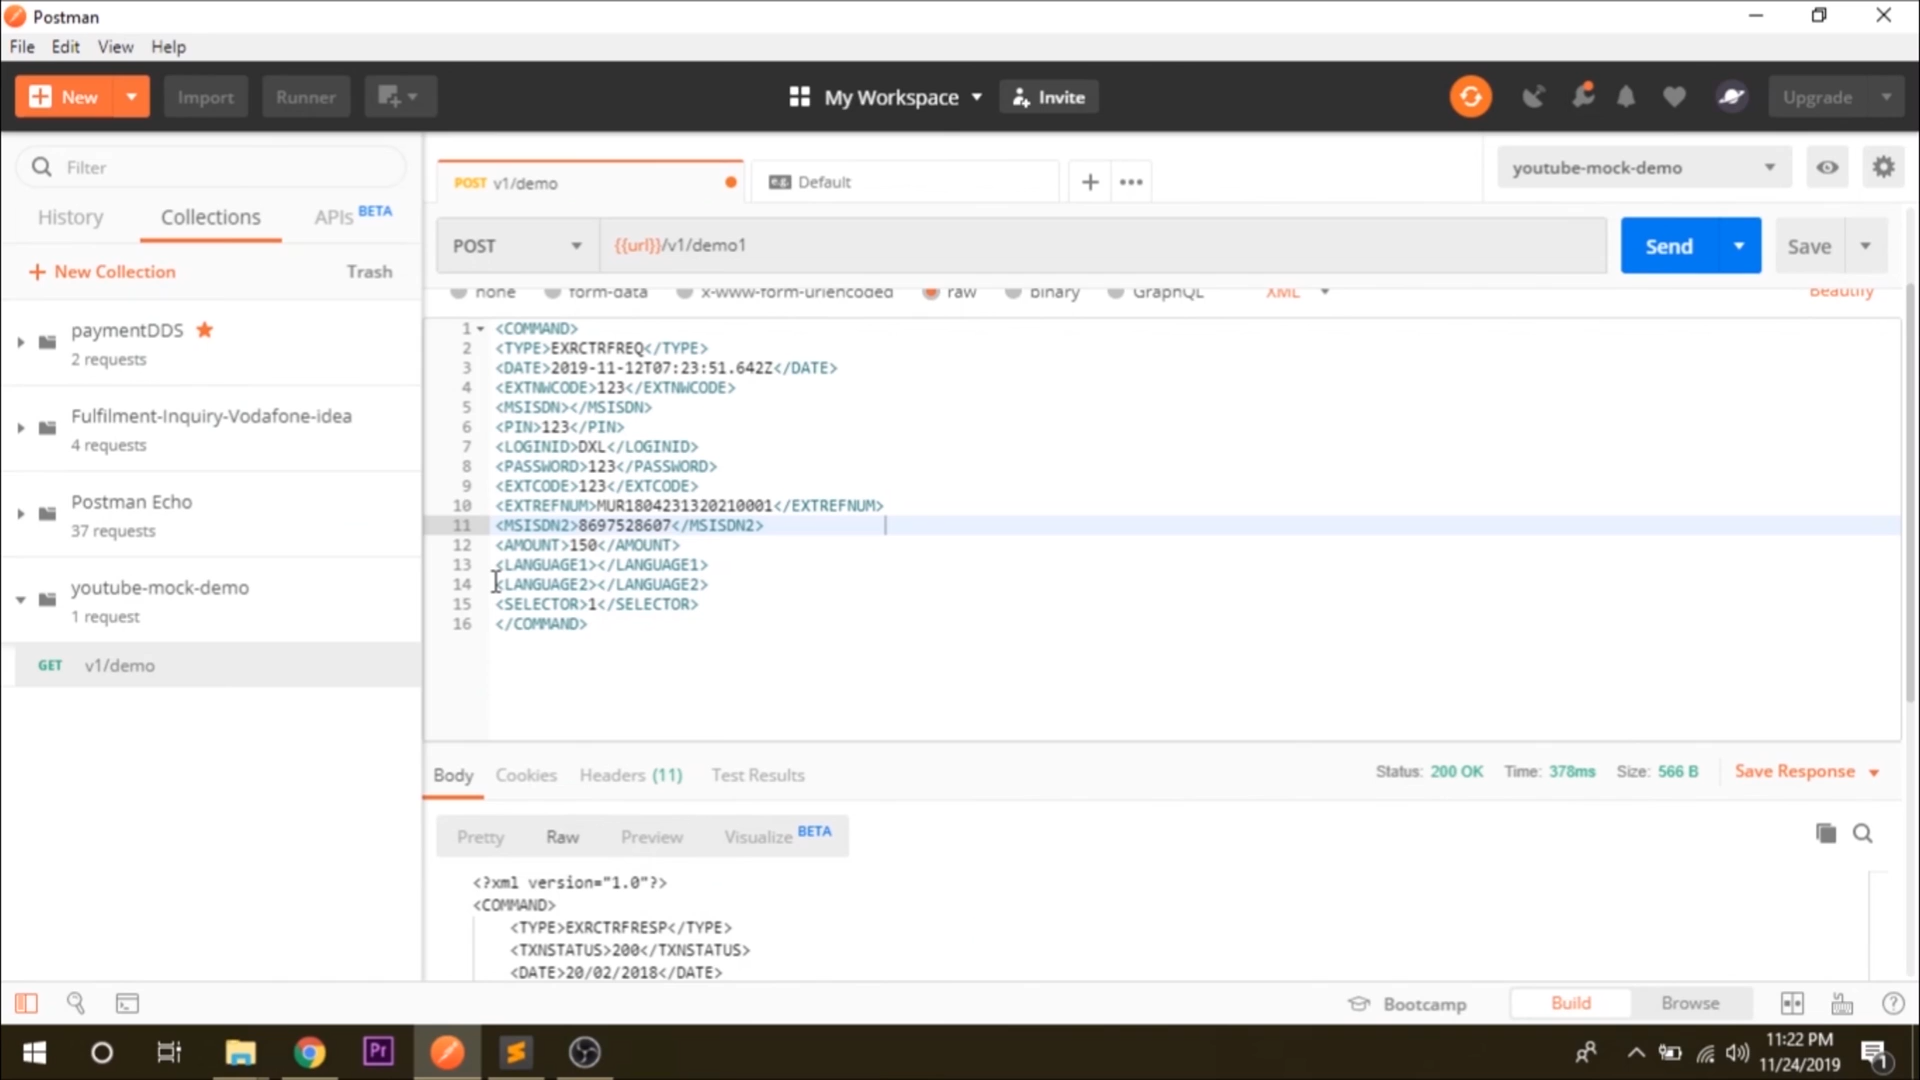 Postman
File Edit View Help
New Import Runner My Workspace Invite Upgrade
Filter
History Collections APIs BETA
New Collection Trash
paymentDDS
2 requests
Fulfilment-Inquiry-Vodafone-idea
4 requests
Postman Echo
37 requests
youtube-mock-demo
1 request
GET v1/demo
POST v1/demo Default youtube-mock-demo
POST {{url}}/v1/demo1 Send Save
none form-data x-www-form-urlencoded raw binary GraphQL XML Beautify
1 <COMMAND>
2 <TYPE>EXRCTRFREQ</TYPE>
3 <DATE>2019-11-12T07:23:51.642Z</DATE>
4 <EXTNWCODE>123</EXTNWCODE>
5 <MSISDN></MSISDN>
6 <PIN>123</PIN>
7 <LOGINID>DXL</LOGINID>
8 <PASSWORD>123</PASSWORD>
9 <EXTCODE>123</EXTCODE>
10 <EXTREFNUM>MUR1804231320210001</EXTREFNUM>
11 <MSISDN2>8697528607</MSISDN2>
12 <AMOUNT>150</AMOUNT>
13 <LANGUAGE1></LANGUAGE1>
14 <LANGUAGE2></LANGUAGE2>
15 <SELECTOR>1</SELECTOR>
16 </COMMAND>
Body Cookies Headers (11) Test Results Status: 200 OK Time: 378ms Size: 566 B Save Response
Pretty Raw Preview Visualize BETA
<?xml version="1.0"?>
<COMMAND>
<TYPE>EXRCTRFRESP</TYPE>
<TXNSTATUS>200</TXNSTATUS>
<DATE>20/02/2018</DATE>
Bootcamp Build Browse
Pr
11:22 PM
11/24/2019
1